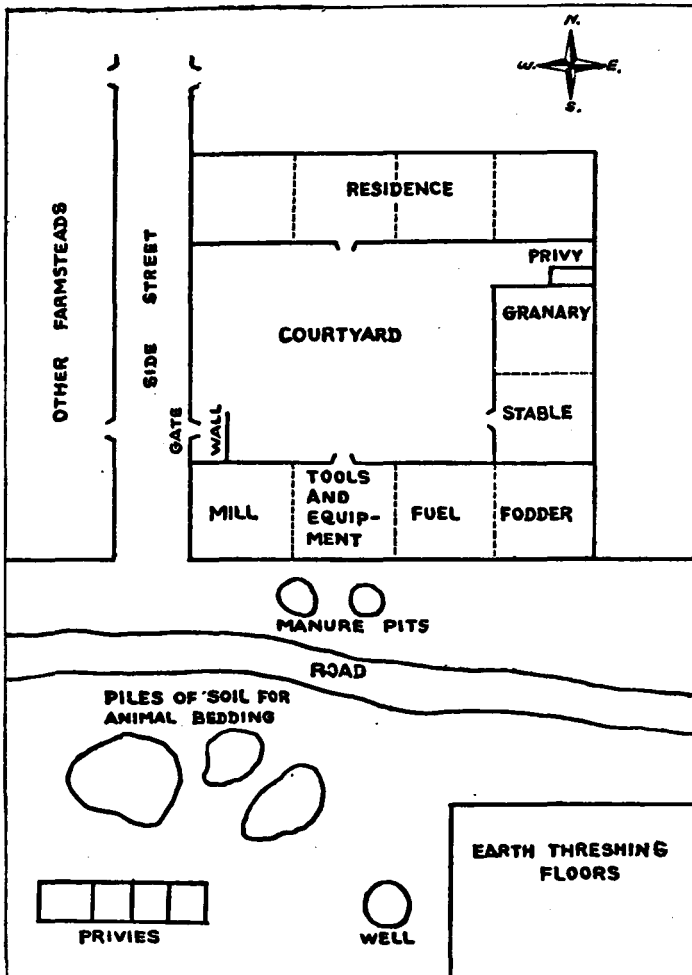 N.
W. E.
S.
RESIDENCE
OTHER FARMSTEADS
SIDE STREET
PRIVY
GRANARY
COURTYARD
STABLE
GATE
WALL
MILL
TOOLS
AND
EQUIP-
MENT
FUEL
FODDER
MANURE PITS
ROAD
PILES OF SOIL FOR
ANIMAL BEDDING
EARTH THRESHING
FLOORS
PRIVIES
WELL